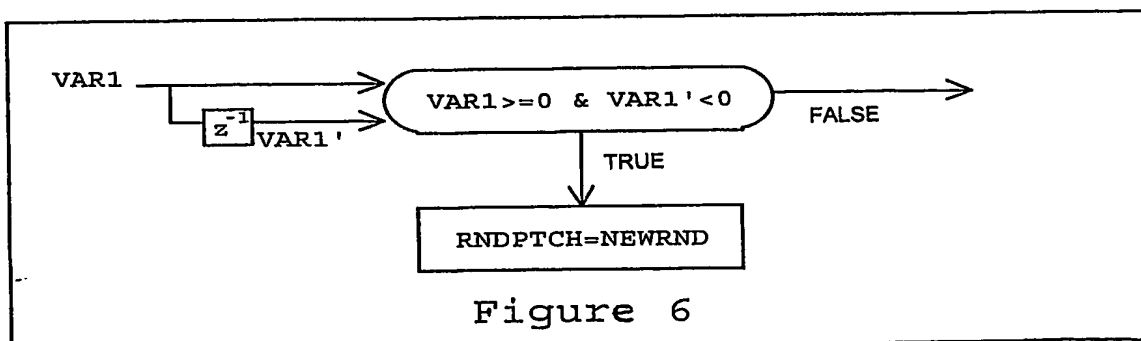 VAR1
VAR1>=0 & VAR1'<0
z^-1
VAR1'
FALSE
TRUE
RNDPTCH=NEWRND
Figure 6